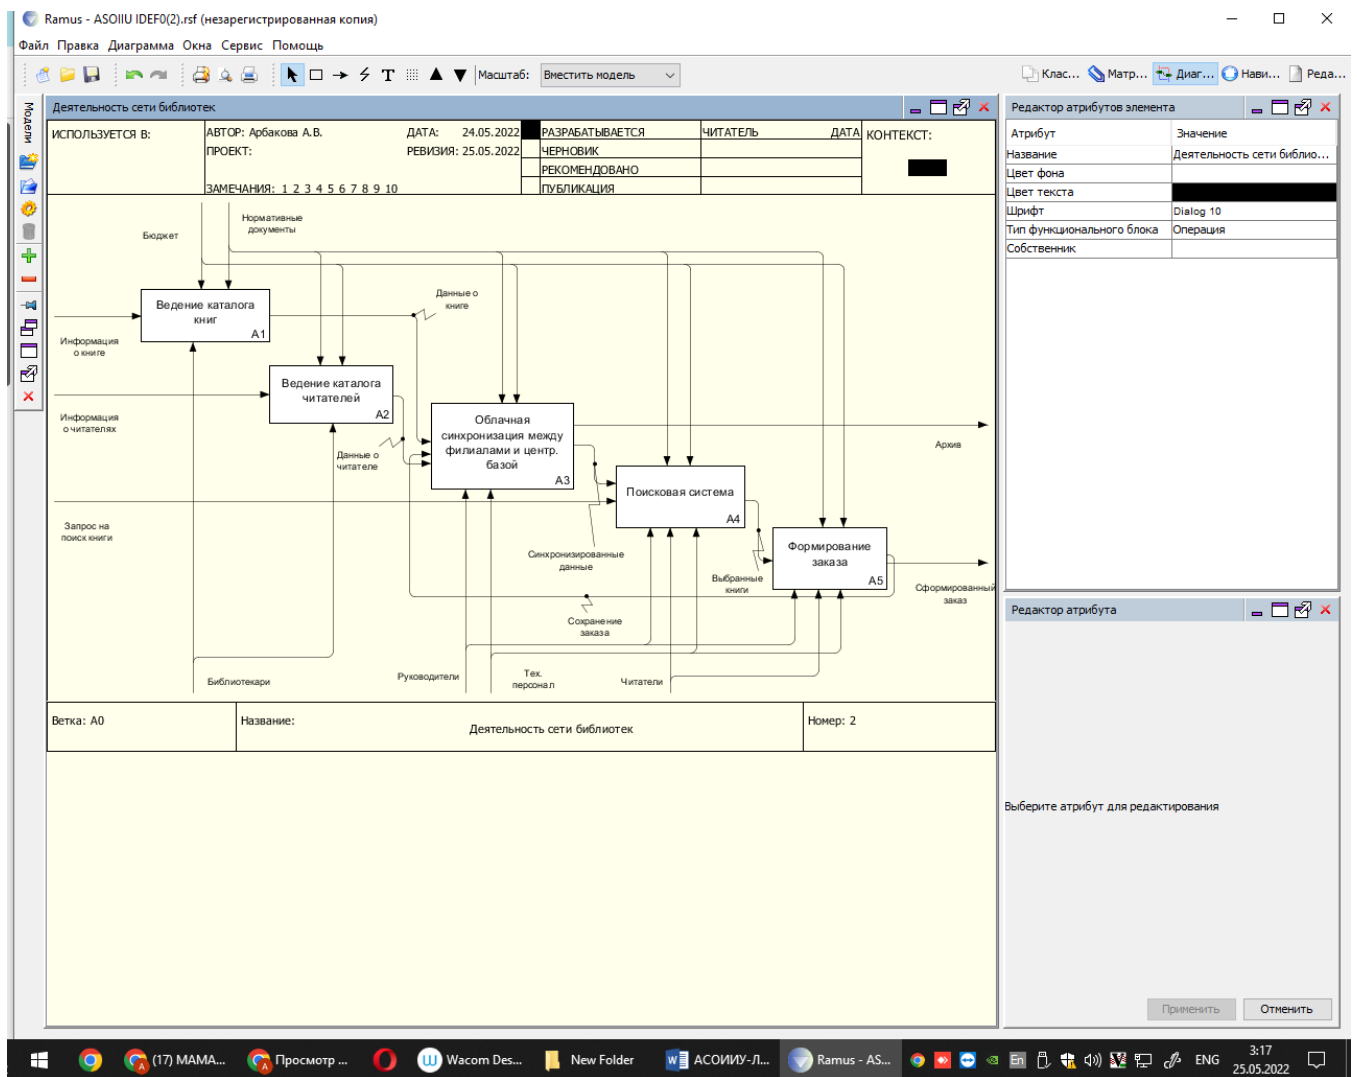 Ramus - ASOIIU IDEF0(2).rsf (незарегистрированная копия)
Файл Правка Диаграмма Окна Сервис Помощь
Масштаб: Вместить модель
Клас... Матр... Диаг... Нави... Реда...
Модели
Деятельность сети библиотек
ИСПОЛЬЗУЕТСЯ В:
АВТОР: Арбакова А.В.
ДАТА: 24.05.2022
ПРОЕКТ:
РЕВИЗИЯ: 25.05.2022
ЗАМЕЧАНИЯ: 1 2 3 4 5 6 7 8 9 10
РАЗРАБАТЫВАЕТСЯ
ЧЕРНОВИК
РЕКОМЕНДОВАНО
ПУБЛИКАЦИЯ
ЧИТАТЕЛЬ
ДАТА
КОНТЕКСТ:
Бюджет
Нормативные
документы
Ведение каталога
книг
A1
Информация
о книге
Данные о
книге
Ведение каталога
читателей
A2
Информация
о читателях
Данные о
читателе
Облачная
синхронизация между
филиалами и центр.
базой
A3
Архив
Поисковая система
A4
Запрос на
поиск книги
Синхронизированные
данные
Формирование
заказа
A5
Выбранные
книги
Сформированный
заказ
Сохранение
заказа
Библиотекари
Руководители
Тех.
персонал
Читатели
Ветка: A0
Название:
Деятельность сети библиотек
Номер: 2
Редактор атрибутов элемента
Атрибут Значение
Название Деятельность сети библио...
Цвет фона
Цвет текста
Шрифт Dialog 10
Тип функционального блока Операция
Собственник
Редактор атрибута
Выберите атрибут для редактирования
Применить Отменить
(17) МАМА...
Просмотр ...
Wacom Des...
New Folder
АСОИИУ-Л...
Ramus - AS...
En
ENG
3:17
25.05.2022